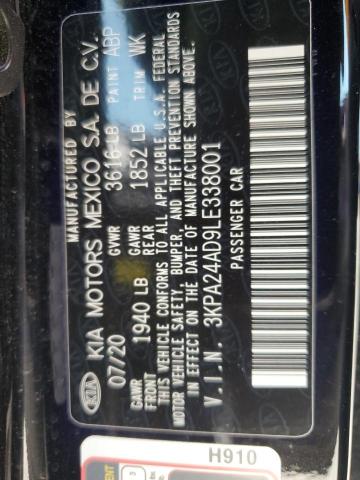 KIA
MANUFACTURED BY
KIA MOTORS MEXICO S.A. DE C.V.
07/20 GVWR 3616 LB PAINT ABP
GAWR FRONT 1940 LB GAWR REAR 1852 LB TRIM WK
THIS VEHICLE CONFORMS TO ALL APPLICABLE U.S.A. FEDERAL
MOTOR VEHICLE SAFETY, BUMPER, AND THEFT PREVENTION STANDARDS
IN EFFECT ON THE DATE OF MANUFACTURE SHOWN ABOVE.
V.I.N. 3KPA24AD9LE338001
PASSENGER CAR
H910